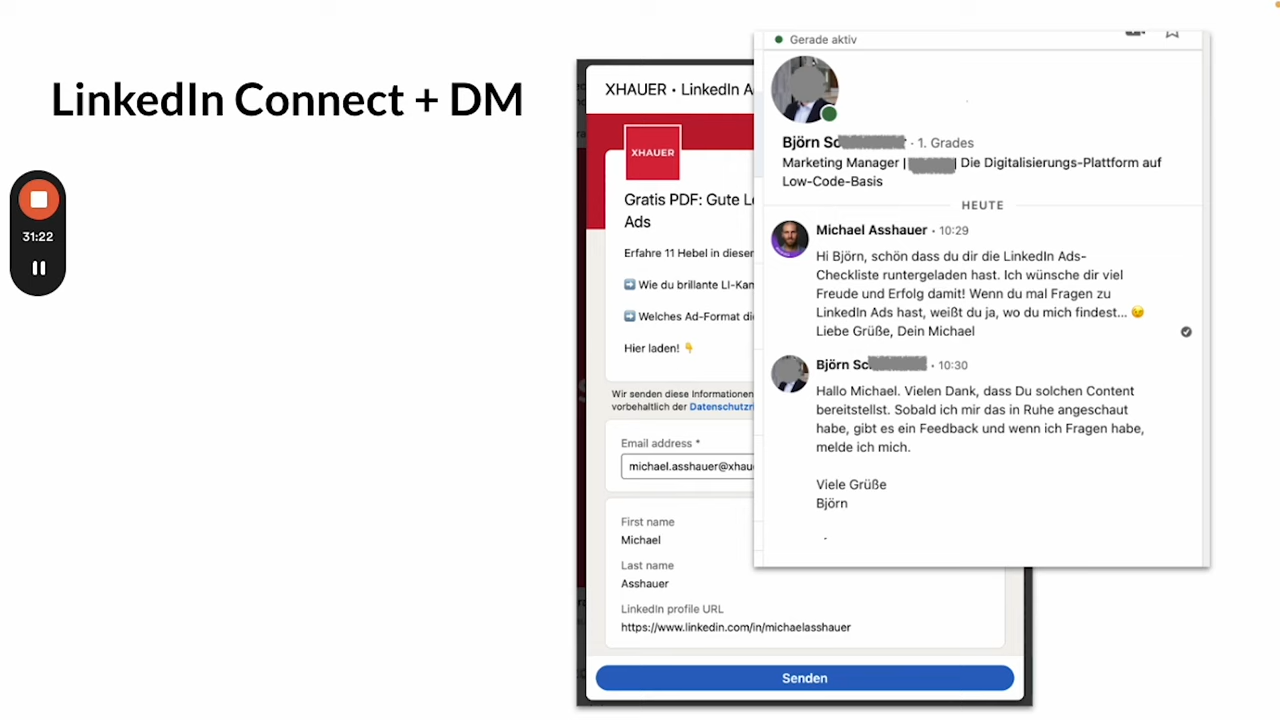 LinkedIn Connect + DM
31:22
XHAUER • LinkedIn A
XHAUER
Gratis PDF: Gute L
Ads
Erfahre 11 Hebel in dieser
➡️ Wie du brillante LI-Kan
➡️ Welches Ad-Format di
Hier laden! 👇
Wir senden diese Informationen
vorbehaltlich der Datenschutzr
Email address *
michael.asshauer@xhau
First name
Michael
Last name
Asshauer
LinkedIn profile URL
https://www.linkedin.com/in/michaelasshauer
Senden
Gerade aktiv
Björn Sc · 1. Grades
Marketing Manager | | Die Digitalisierungs-Plattform auf
Low-Code-Basis
HEUTE
Michael Asshauer • 10:29
Hi Björn, schön dass du dir die LinkedIn Ads-
Checkliste runtergeladen hast. Ich wünsche dir viel
Freude und Erfolg damit! Wenn du mal Fragen zu
LinkedIn Ads hast, weißt du ja, wo du mich findest... 😉
Liebe Grüße, Dein Michael
Björn Sc • 10:30
Hallo Michael. Vielen Dank, dass Du solchen Content
bereitstellst. Sobald ich mir das in Ruhe angeschaut
habe, gibt es ein Feedback und wenn ich Fragen habe,
melde ich mich.
Viele Grüße
Björn